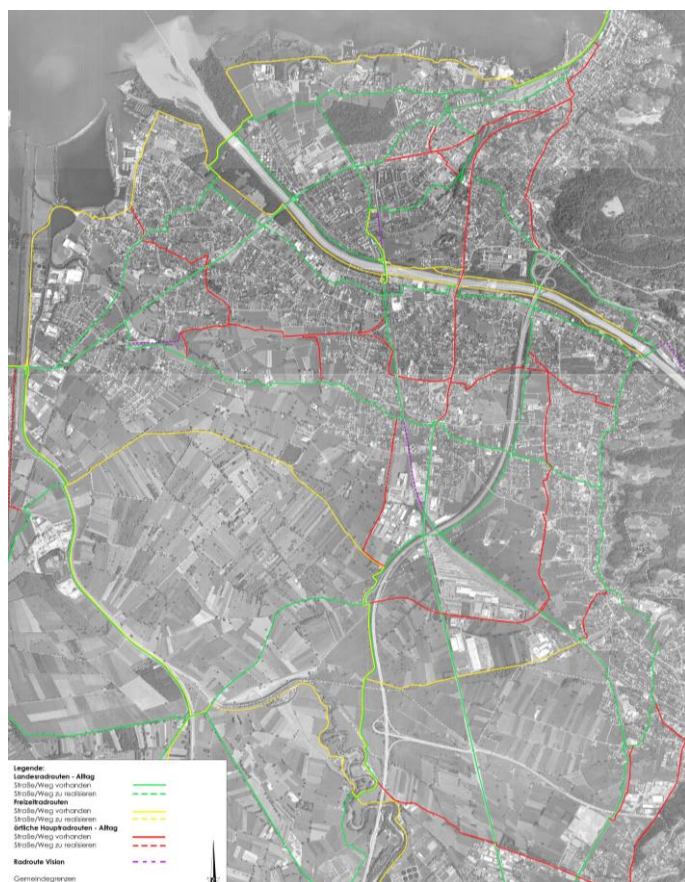 Legende:
Landesradrouten - Alltag
Straße/Weg vorhanden
Straße/Weg zu realisieren
Freizeitradrouten
Straße/Weg vorhanden
Straße/Weg zu realisieren
örtliche Hauptradrouten - Alltag
Straße/Weg vorhanden
Straße/Weg zu realisieren
Radroute Vision
Gemeindegrenzen